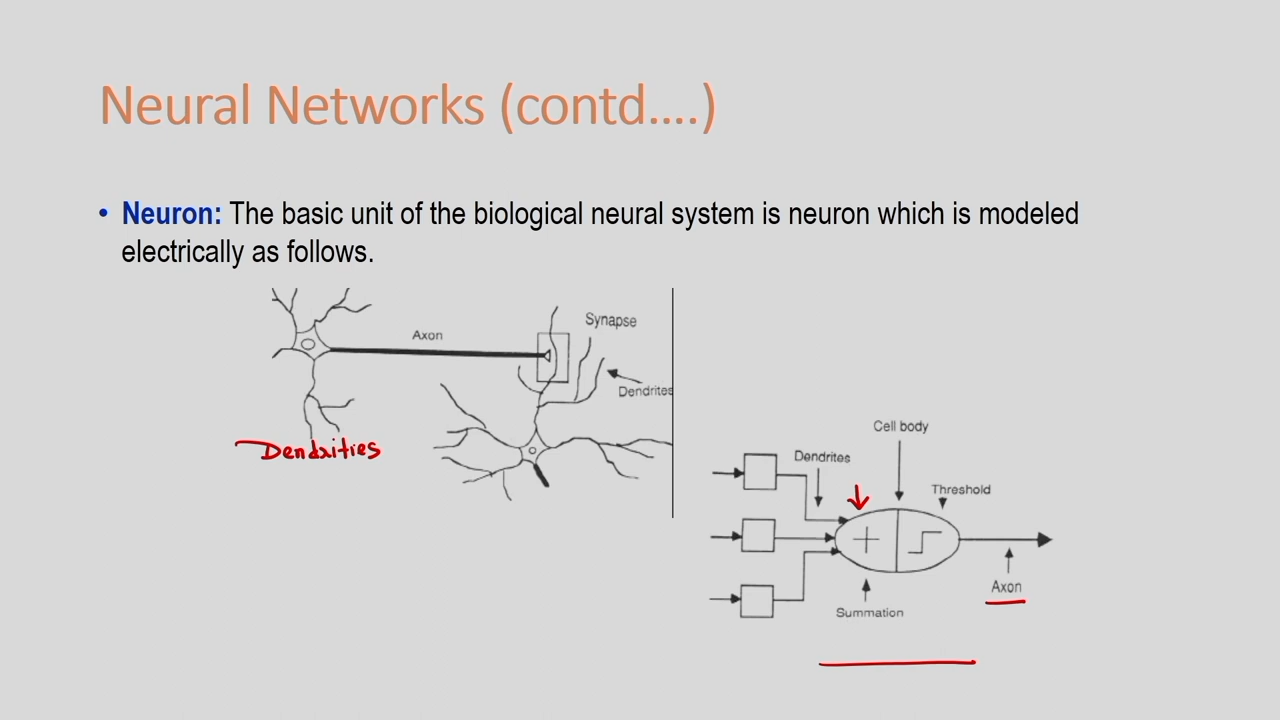 Neural Networks (contd....)
• Neuron: The basic unit of the biological neural system is neuron which is modeled
electrically as follows.
Axon
Synapse
Dendrites
Dendrities
Cell body
Dendrites
Threshold
Axon
Summation